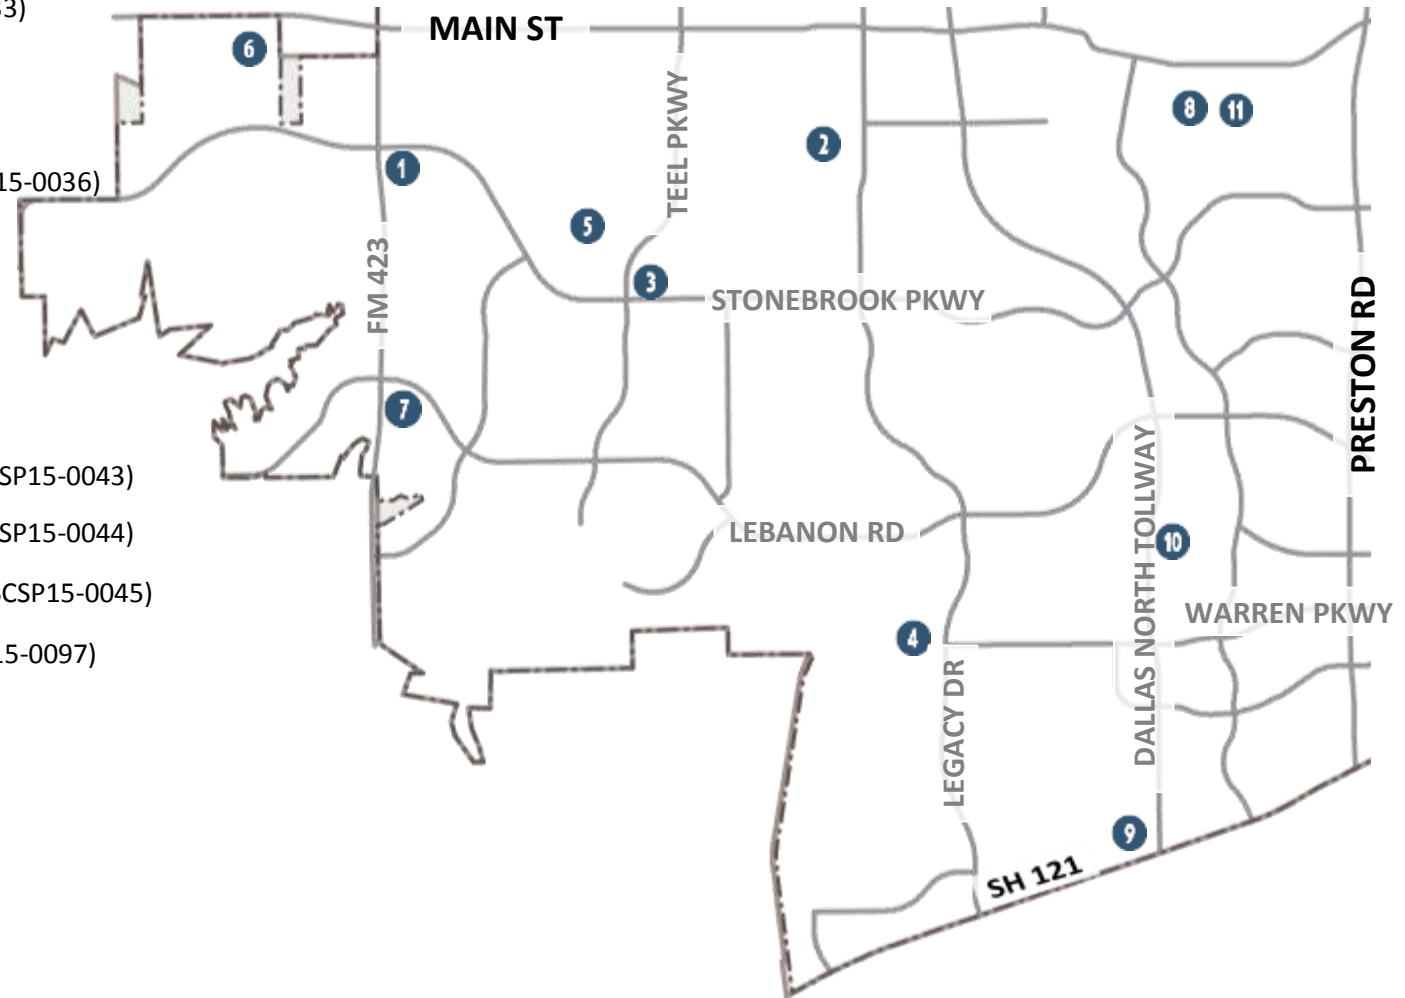 33)
MAIN ST
6
8
11
TEEL PKWY
2
1
15-0036)
5
3
FM 423
STONEBROOK PKWY
PRESTON RD
7
SP15-0043)
DALLAS NORTH TOLLWAY
SP15-0044)
LEBANON RD
10
CSP15-0045)
WARREN PKWY
4
15-0097)
LEGACY DR
9
SH 121